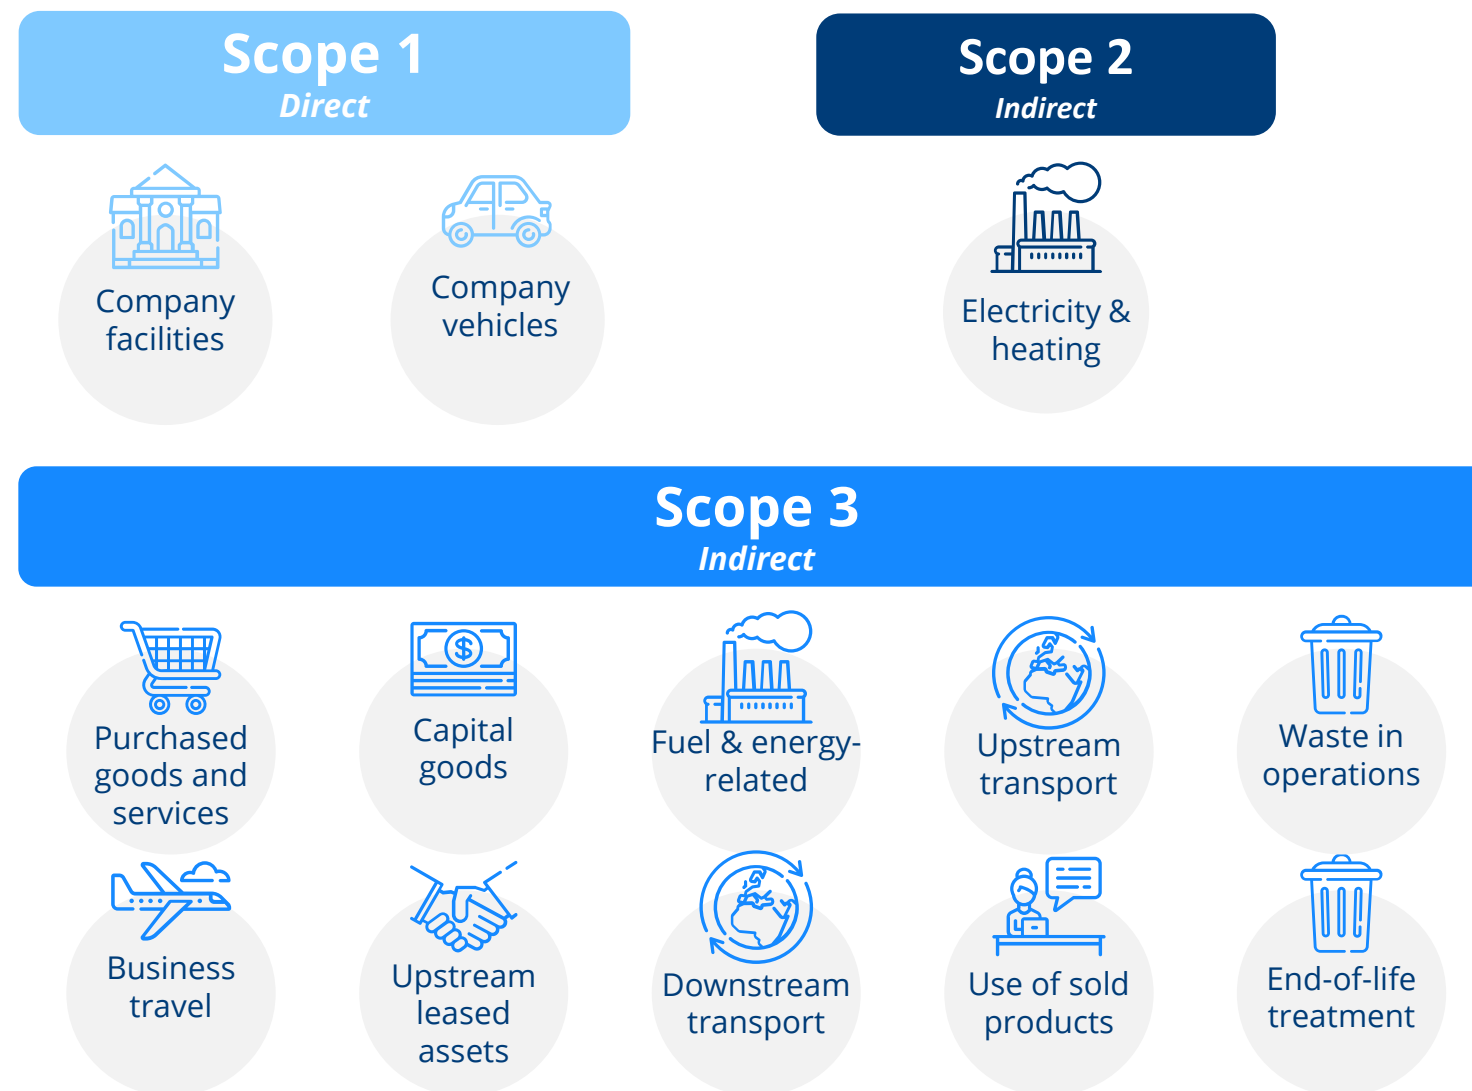 Scope 1
Direct
Scope 2
Indirect
Company
facilities
Company
vehicles
Electricity &
heating
Scope 3
Indirect
Purchased
goods and
services
Capital
goods
Fuel & energy-
related
Upstream
transport
Waste in
operations
Business
travel
Upstream
leased
assets
Downstream
transport
Use of sold
products
End-of-life
treatment